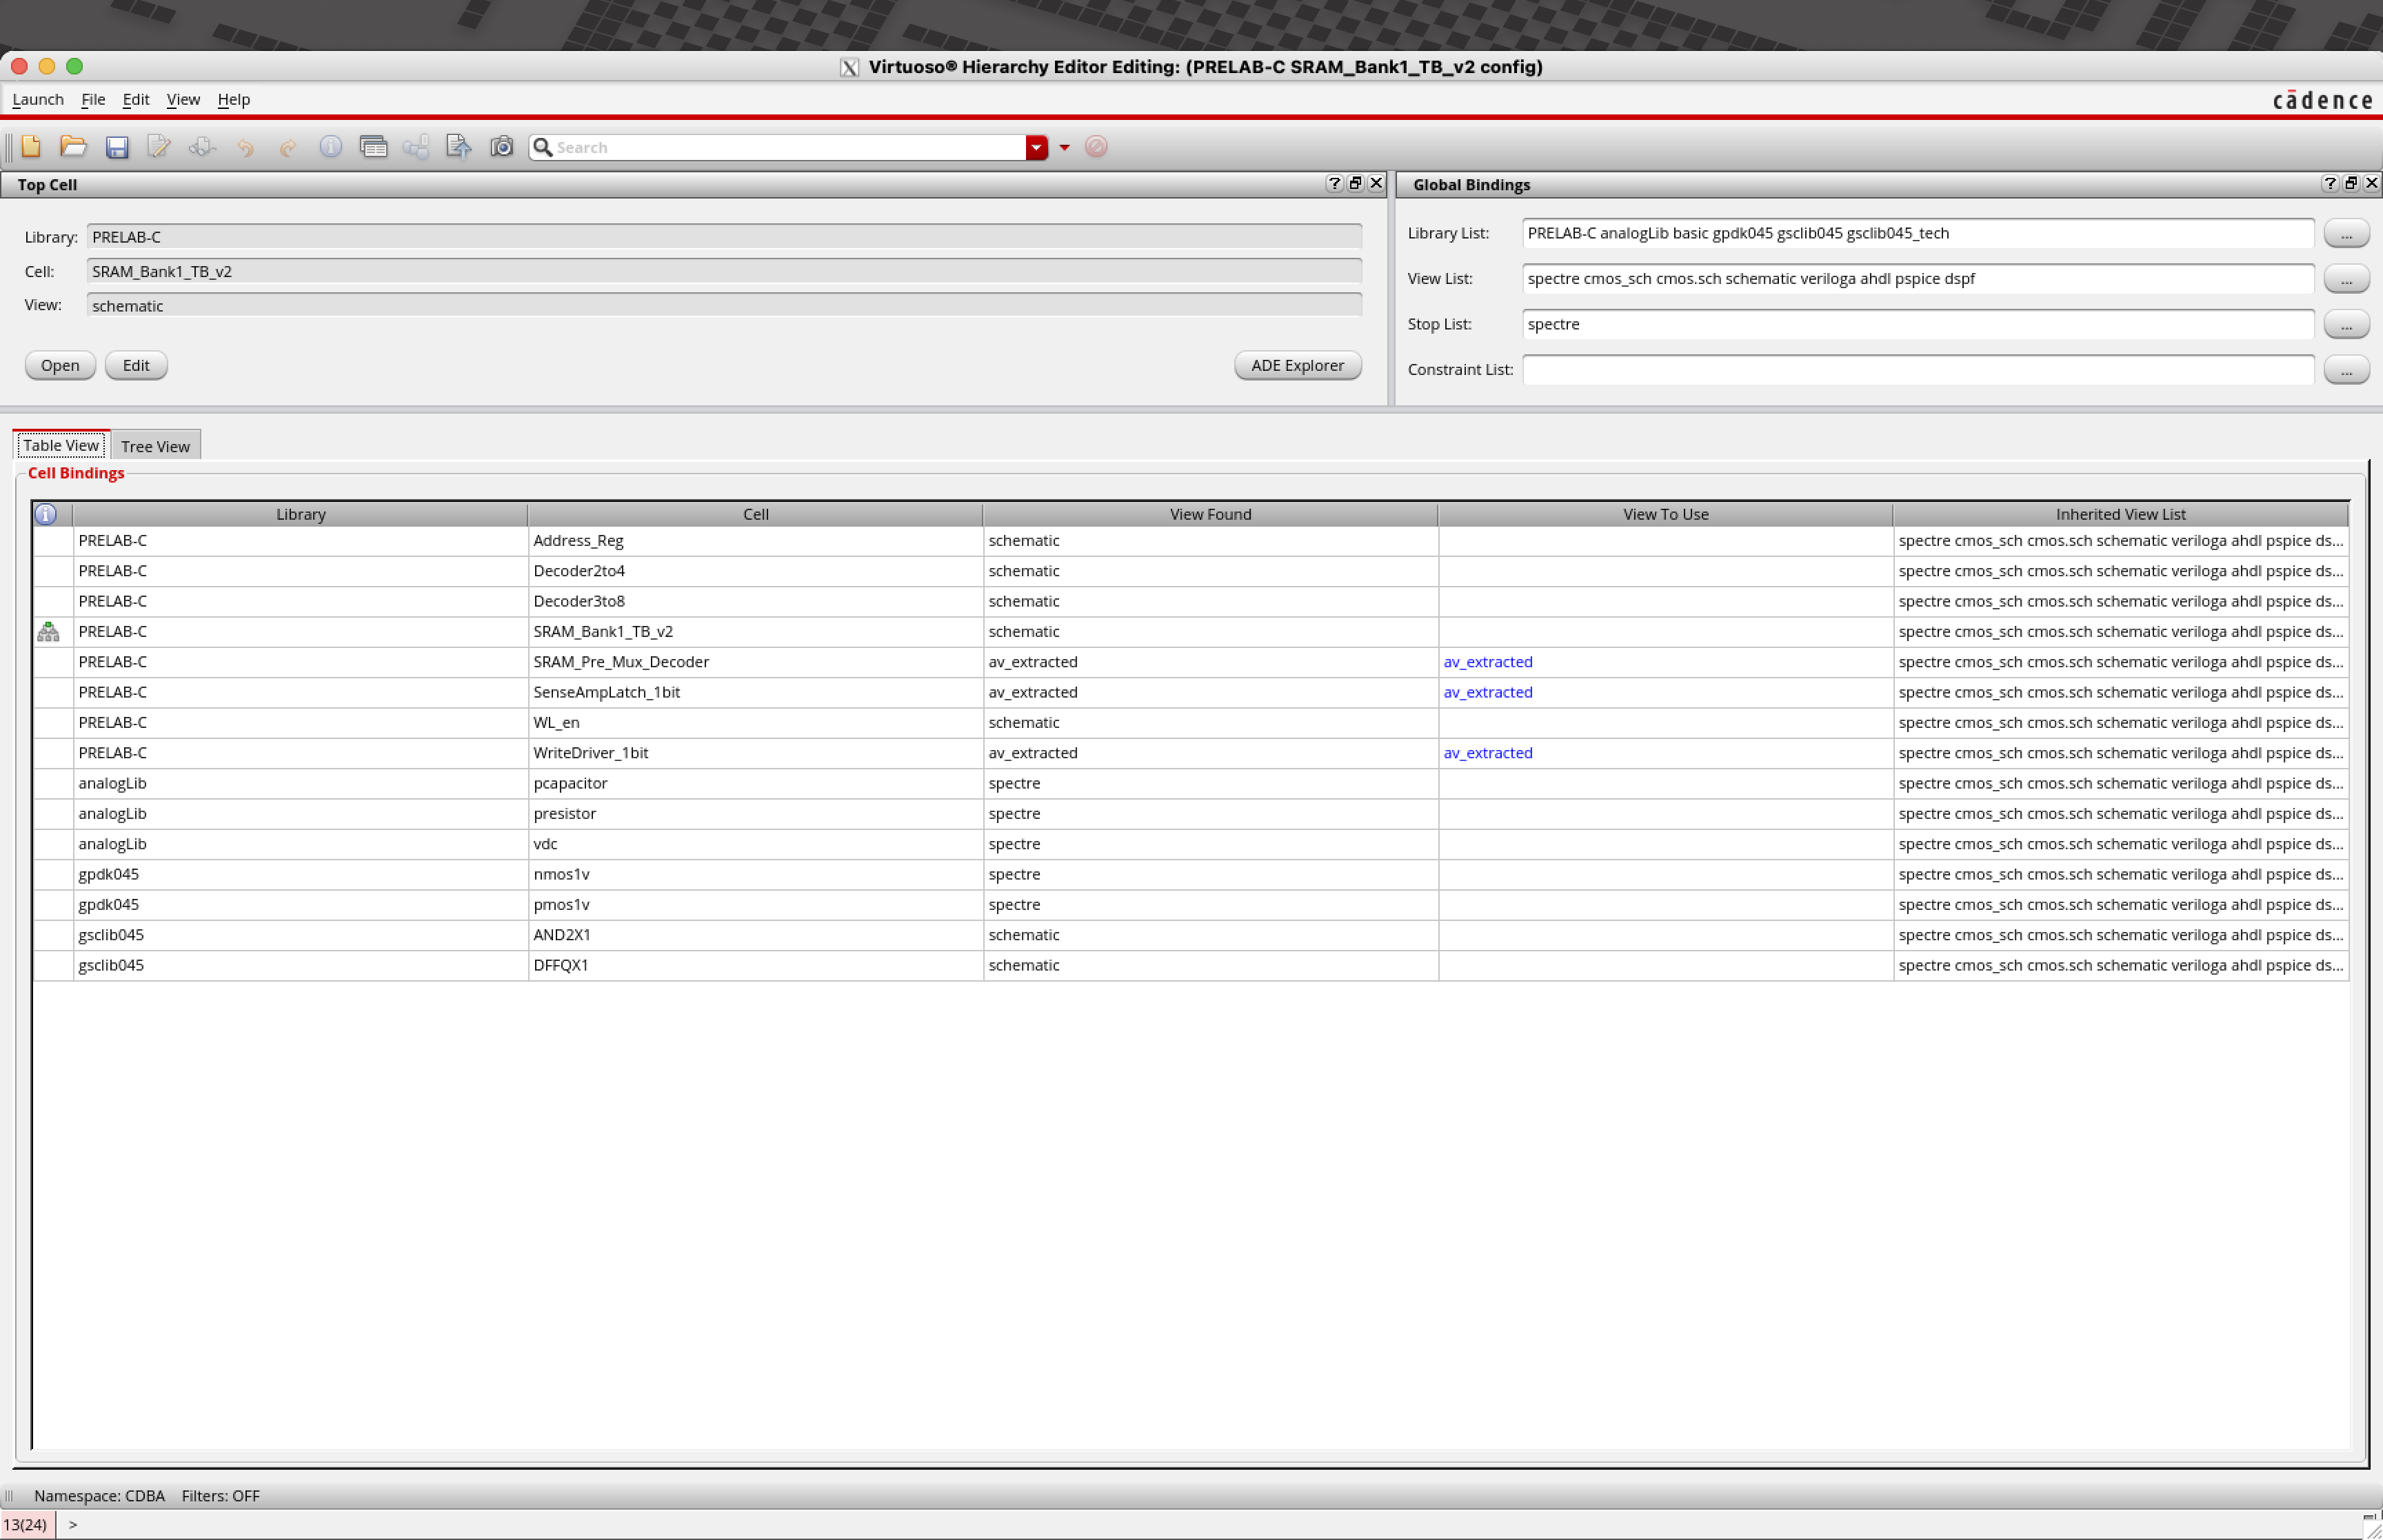 Virtuoso® Hierarchy Editor Editing: (PRELAB-C SRAM_Bank1_TB_v2 config)
Launch File Edit View Help
cādence
Search
Top Cell
Library: PRELAB-C
Cell: SRAM_Bank1_TB_v2
View: schematic
Open Edit ADE Explorer
Global Bindings
Library List: PRELAB-C analogLib basic gpdk045 gsclib045 gsclib045_tech ...
View List: spectre cmos_sch cmos.sch schematic veriloga ahdl pspice dspf ...
Stop List: spectre ...
Constraint List: ...
Table View Tree View
Cell Bindings
Library Cell View Found View To Use Inherited View List
PRELAB-C Address_Reg schematic spectre cmos_sch cmos.sch schematic veriloga ahdl pspice ds...
PRELAB-C Decoder2to4 schematic spectre cmos_sch cmos.sch schematic veriloga ahdl pspice ds...
PRELAB-C Decoder3to8 schematic spectre cmos_sch cmos.sch schematic veriloga ahdl pspice ds...
PRELAB-C SRAM_Bank1_TB_v2 schematic spectre cmos_sch cmos.sch schematic veriloga ahdl pspice ds...
PRELAB-C SRAM_Pre_Mux_Decoder av_extracted av_extracted spectre cmos_sch cmos.sch schematic veriloga ahdl pspice ds...
PRELAB-C SenseAmpLatch_1bit av_extracted av_extracted spectre cmos_sch cmos.sch schematic veriloga ahdl pspice ds...
PRELAB-C WL_en schematic spectre cmos_sch cmos.sch schematic veriloga ahdl pspice ds...
PRELAB-C WriteDriver_1bit av_extracted av_extracted spectre cmos_sch cmos.sch schematic veriloga ahdl pspice ds...
analogLib pcapacitor spectre spectre cmos_sch cmos.sch schematic veriloga ahdl pspice ds...
analogLib presistor spectre spectre cmos_sch cmos.sch schematic veriloga ahdl pspice ds...
analogLib vdc spectre spectre cmos_sch cmos.sch schematic veriloga ahdl pspice ds...
gpdk045 nmos1v spectre spectre cmos_sch cmos.sch schematic veriloga ahdl pspice ds...
gpdk045 pmos1v spectre spectre cmos_sch cmos.sch schematic veriloga ahdl pspice ds...
gsclib045 AND2X1 schematic spectre cmos_sch cmos.sch schematic veriloga ahdl pspice ds...
gsclib045 DFFQX1 schematic spectre cmos_sch cmos.sch schematic veriloga ahdl pspice ds...
Namespace: CDBA Filters: OFF
13(24) >